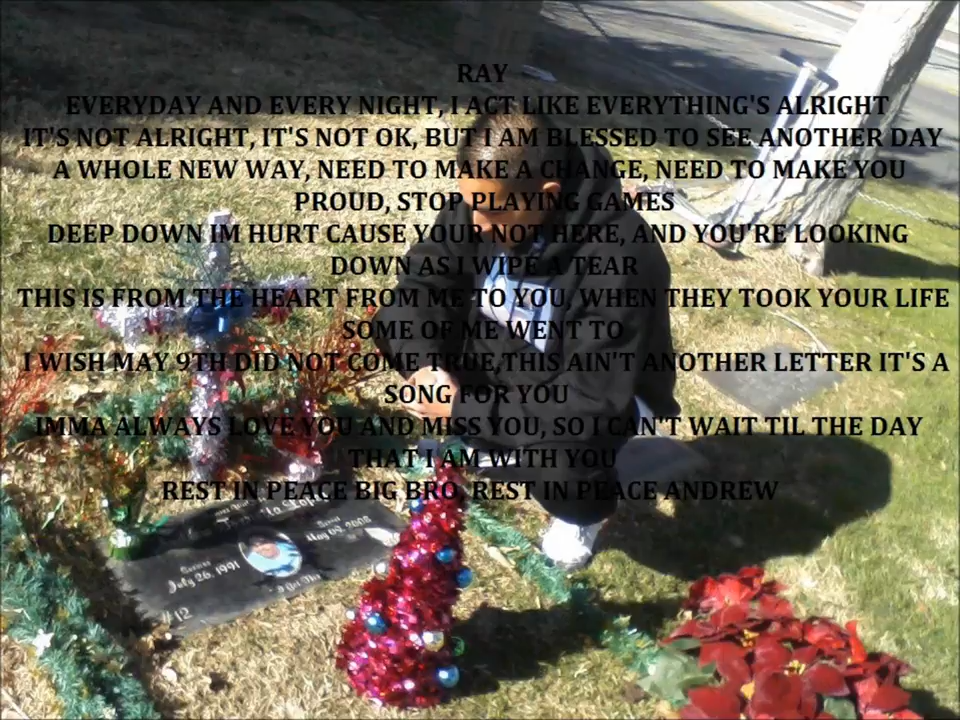 RAY
EVERYDAY AND EVERY NIGHT, I ACT LIKE EVERYTHING'S ALRIGHT
IT'S NOT ALRIGHT, IT'S NOT OK, BUT I AM BLESSED TO SEE ANOTHER DAY
A WHOLE NEW WAY, NEED TO MAKE A CHANGE, NEED TO MAKE YOU
PROUD, STOP PLAYING GAMES
DEEP DOWN IM HURT CAUSE YOUR NOT HERE, AND YOU'RE LOOKING
DOWN AS I WIPE A TEAR
THIS IS FROM THE HEART FROM ME TO YOU, WHEN THEY TOOK YOUR LIFE
SOME OF ME WENT TO
I WISH MAY 9TH DID NOT COME TRUE,THIS AIN'T ANOTHER LETTER IT'S A
SONG FOR YOU
IMMA ALWAYS LOVE YOU AND MISS YOU, SO I CAN'T WAIT TIL THE DAY
THAT I AM WITH YOU
REST IN PEACE BIG BRO, REST IN PEACE ANDREW
May 09, 2008
July 26, 1991
#12